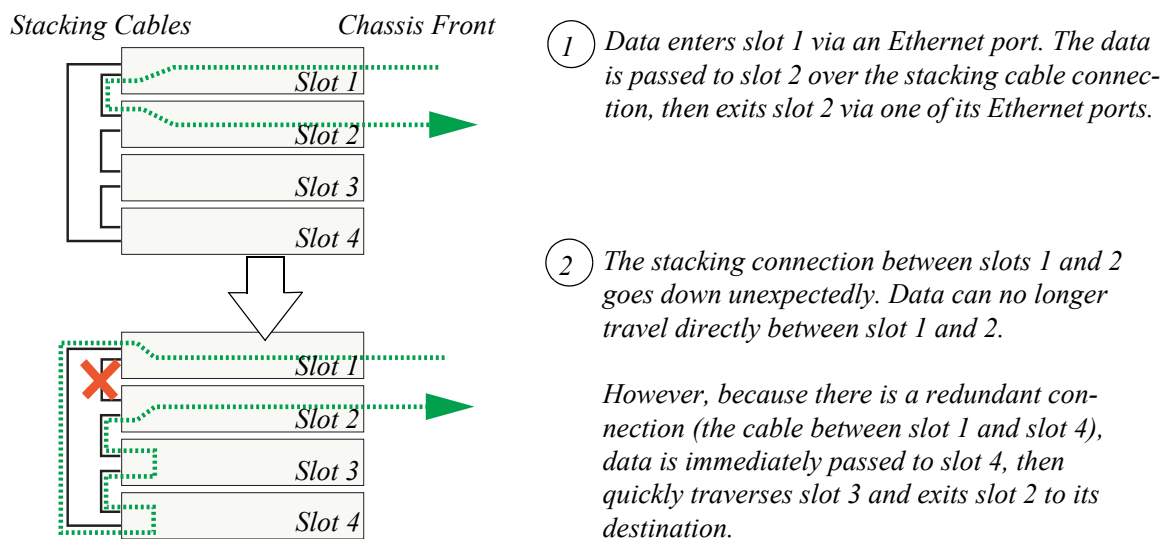 Stacking Cables
Chassis Front
Slot 1
Slot 2
Slot 3
Slot 4
1
Data enters slot 1 via an Ethernet port. The data
is passed to slot 2 over the stacking cable connec-
tion, then exits slot 2 via one of its Ethernet ports.
Slot 1
Slot 2
Slot 3
Slot 4
2
The stacking connection between slots 1 and 2
goes down unexpectedly. Data can no longer
travel directly between slot 1 and 2.
However, because there is a redundant con-
nection (the cable between slot 1 and slot 4),
data is immediately passed to slot 4, then
quickly traverses slot 3 and exits slot 2 to its
destination.